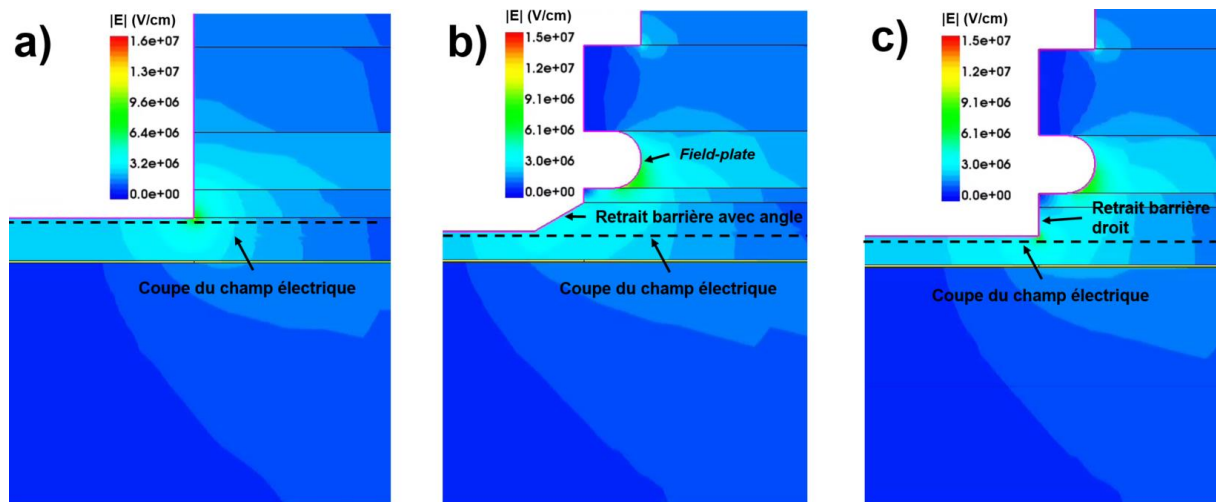 a)
|E| (V/cm)
1.6e+07
1.3e+07
9.6e+06
6.4e+06
3.2e+06
0.0e+00
Coupe du champ électrique
b)
|E| (V/cm)
1.5e+07
1.2e+07
9.1e+06
6.1e+06
3.0e+06
0.0e+00
Field-plate
Retrait barrière avec angle
Coupe du champ électrique
c)
|E| (V/cm)
1.5e+07
1.2e+07
9.1e+06
6.1e+06
3.0e+06
0.0e+00
Retrait barrière
droit
Coupe du champ électrique